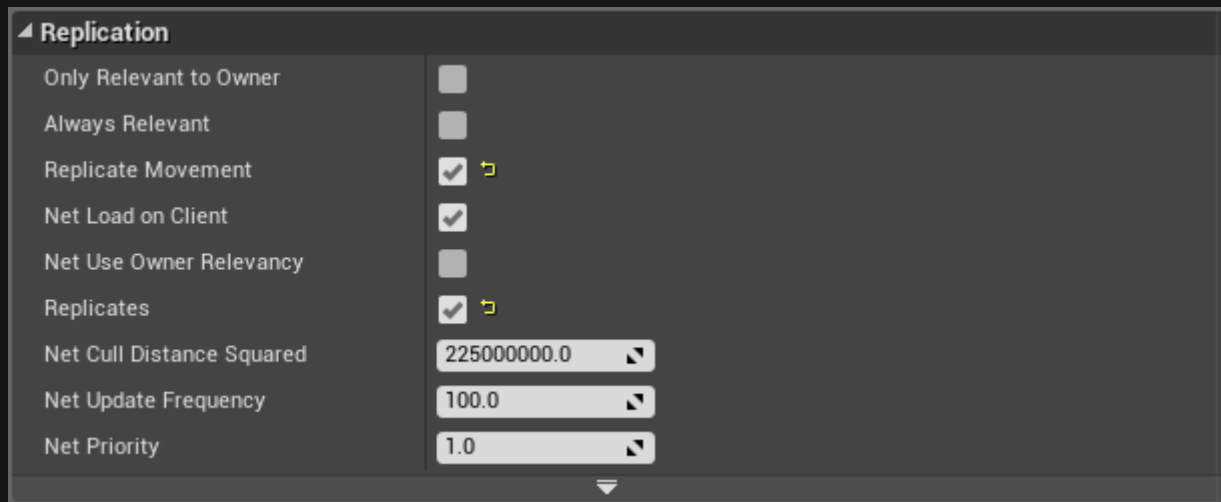 Replication
Only Relevant to Owner
Always Relevant
Replicate Movement
Net Load on Client
Net Use Owner Relevancy
Replicates
Net Cull Distance Squared 225000000.0
Net Update Frequency 100.0
Net Priority 1.0